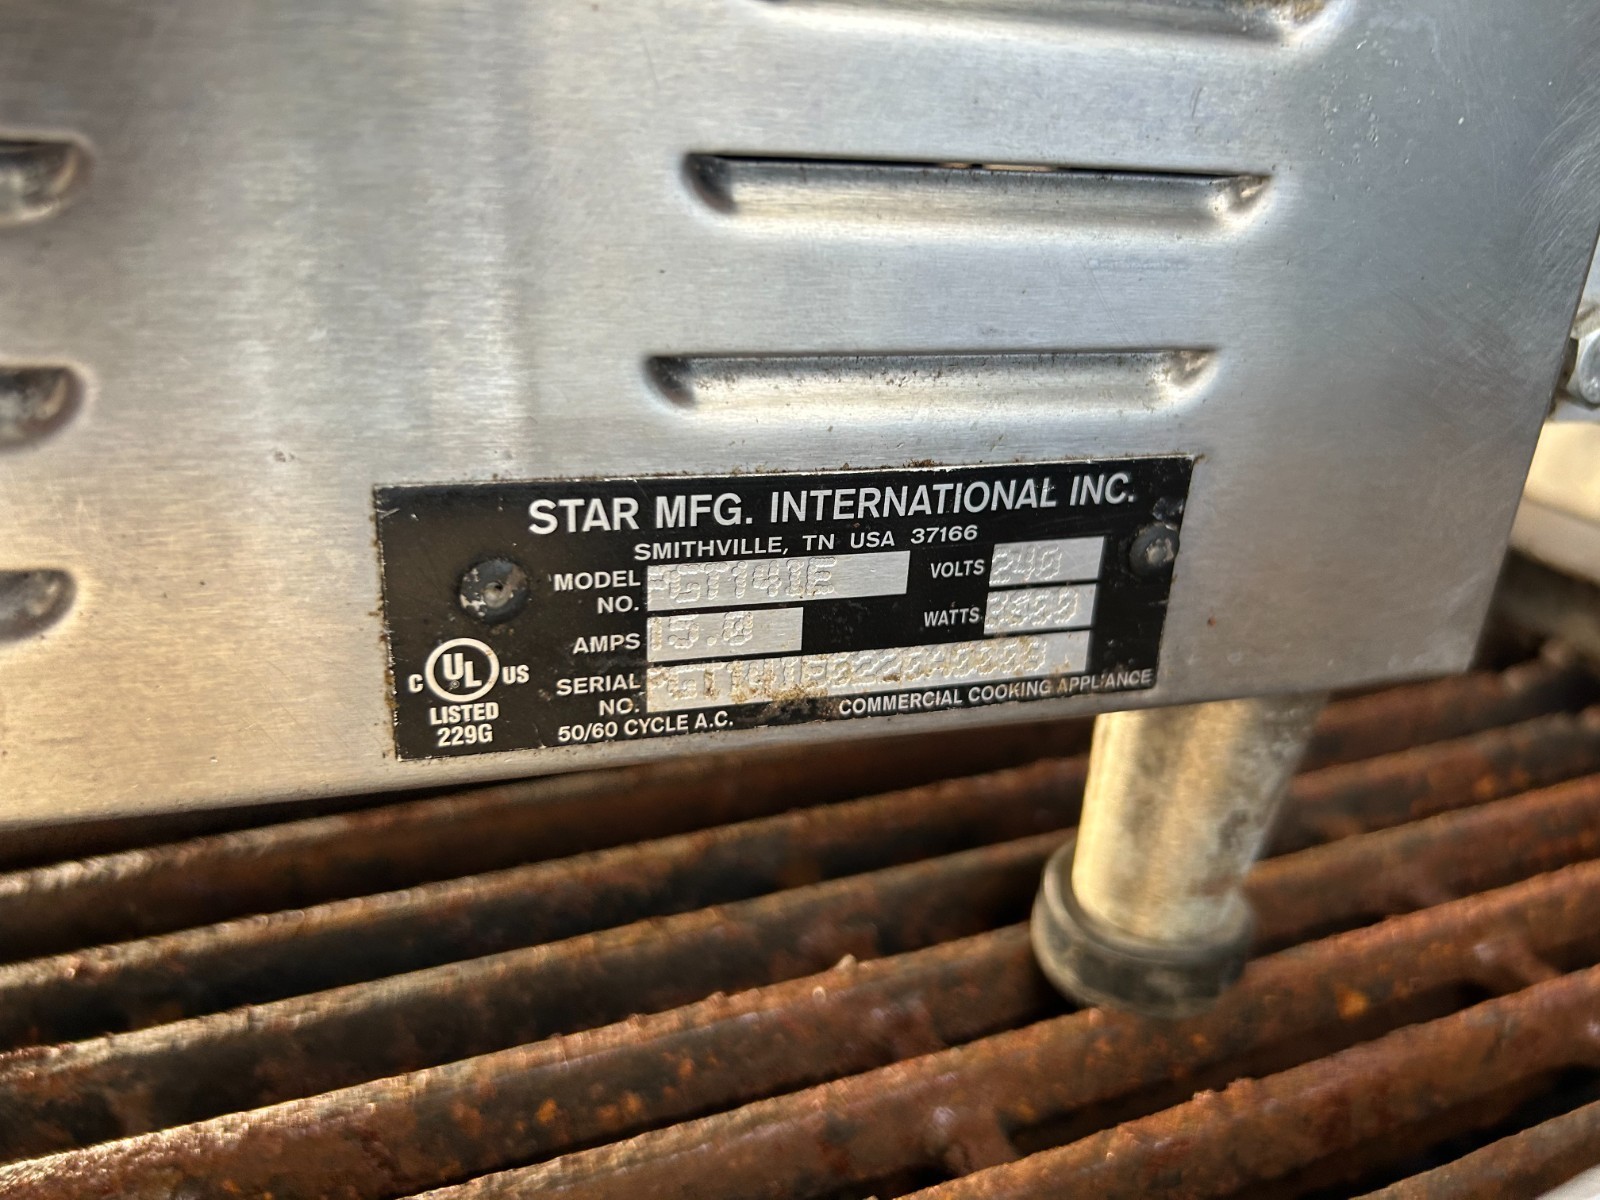 STAR MFG. INTERNATIONAL INC.
SMITHVILLE, TN USA 37166
MODEL NO. PGT14IE VOLTS 240
AMPS 15.0 WATTS
SERIAL NO.
C UL US
LISTED
229G
50/60 CYCLE A.C. COMMERCIAL COOKING APPLIANCE